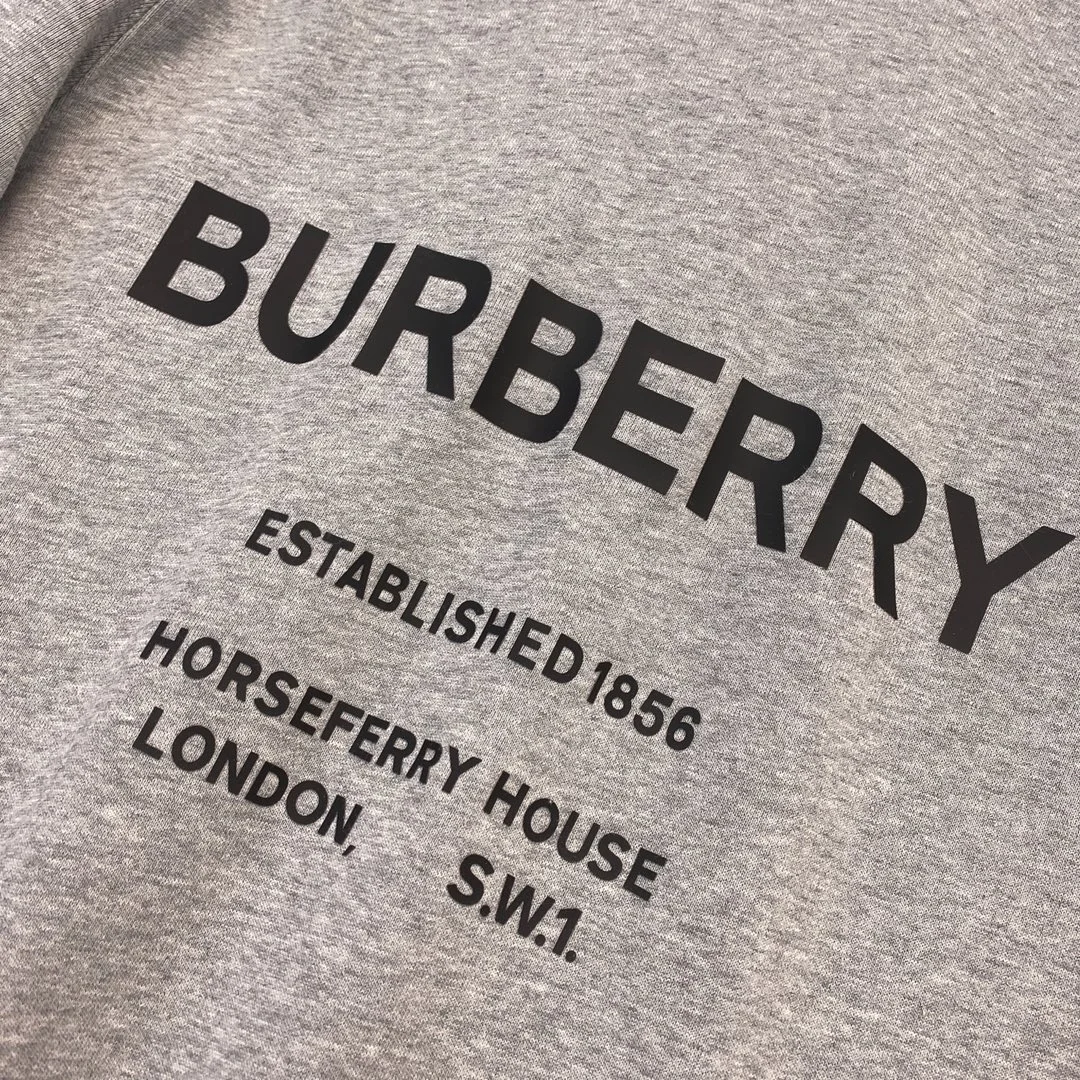 BURBERRY
ESTABLISHED 1856
HORSEFERRY HOUSE
LONDON, S.W.1.